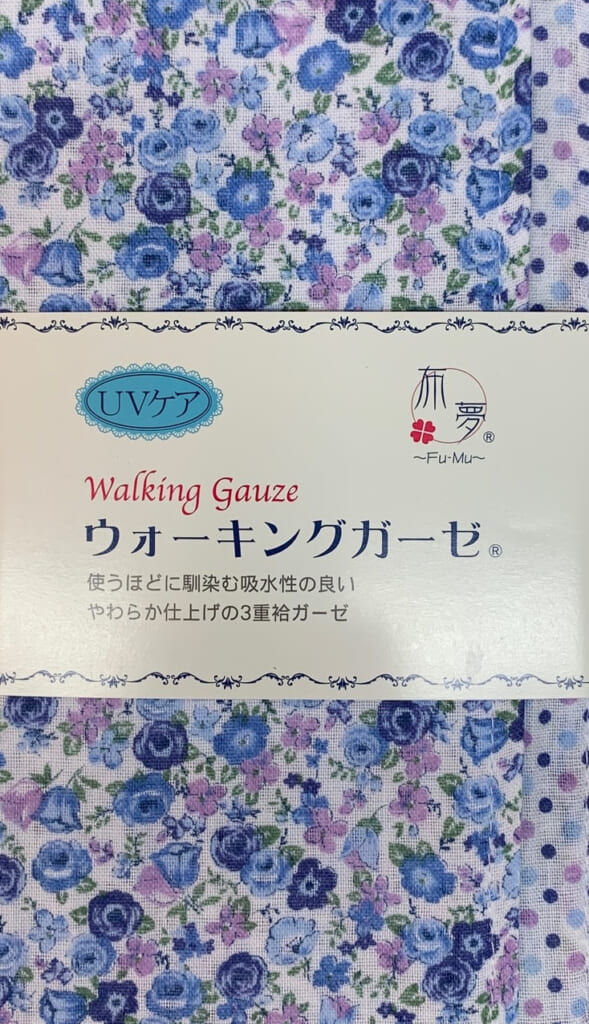 UVケア
布夢®
~Fu-Mu~
Walking Gauze
ウォーキングガーゼ®
使うほどに馴染む吸水性の良い
やわらか仕上げの3重袷ガーゼ